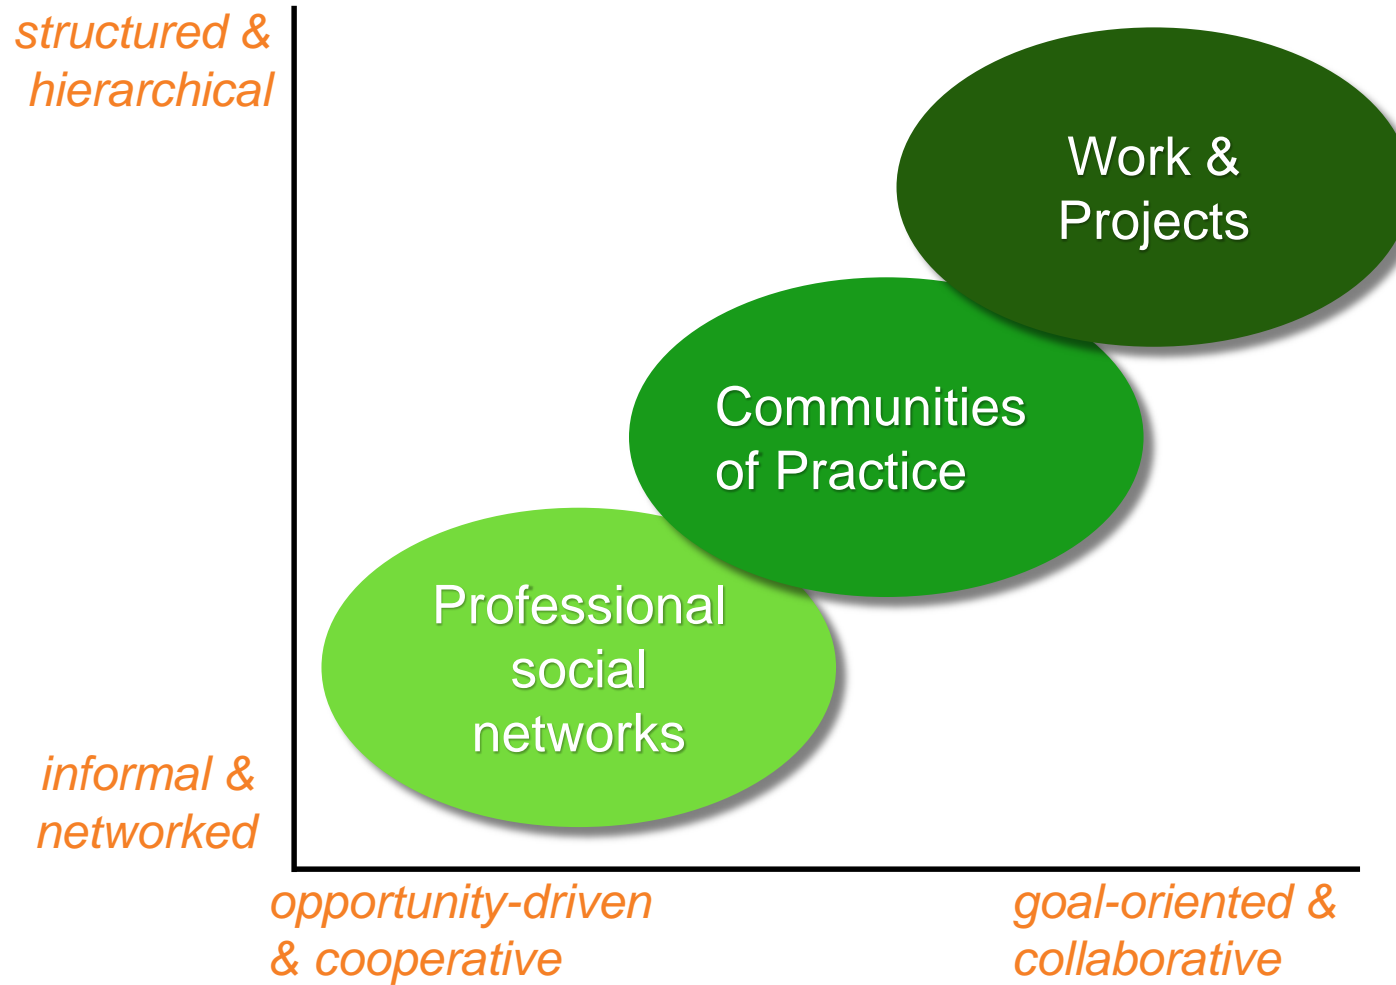 structured &
hierarchical
Work &
Projects
Communities
of Practice
Professional
social
networks
informal &
networked
opportunity-driven
& cooperative
goal-oriented &
collaborative